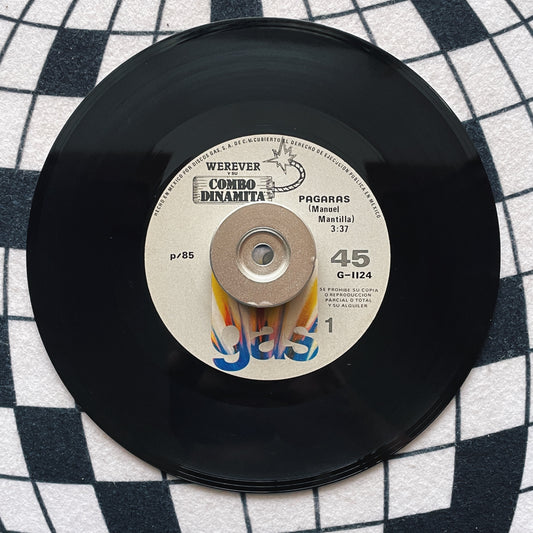 HECHO EN MEXICO POR DISCOS GAS, S.A. DE C.V. CUBIERTO EL DERECHO DE EJECUCION PUBLICA EN MEXICO
WEREVER
y su
COMBO
DINAMITA
PAGARAS
(Manuel
Mantilla)
3:37
p/85
45
G-1124
SE PROHIBE SU COPIA
O REPRODUCCION
PARCIAL O TOTAL
Y SU ALQUILER
1
gas